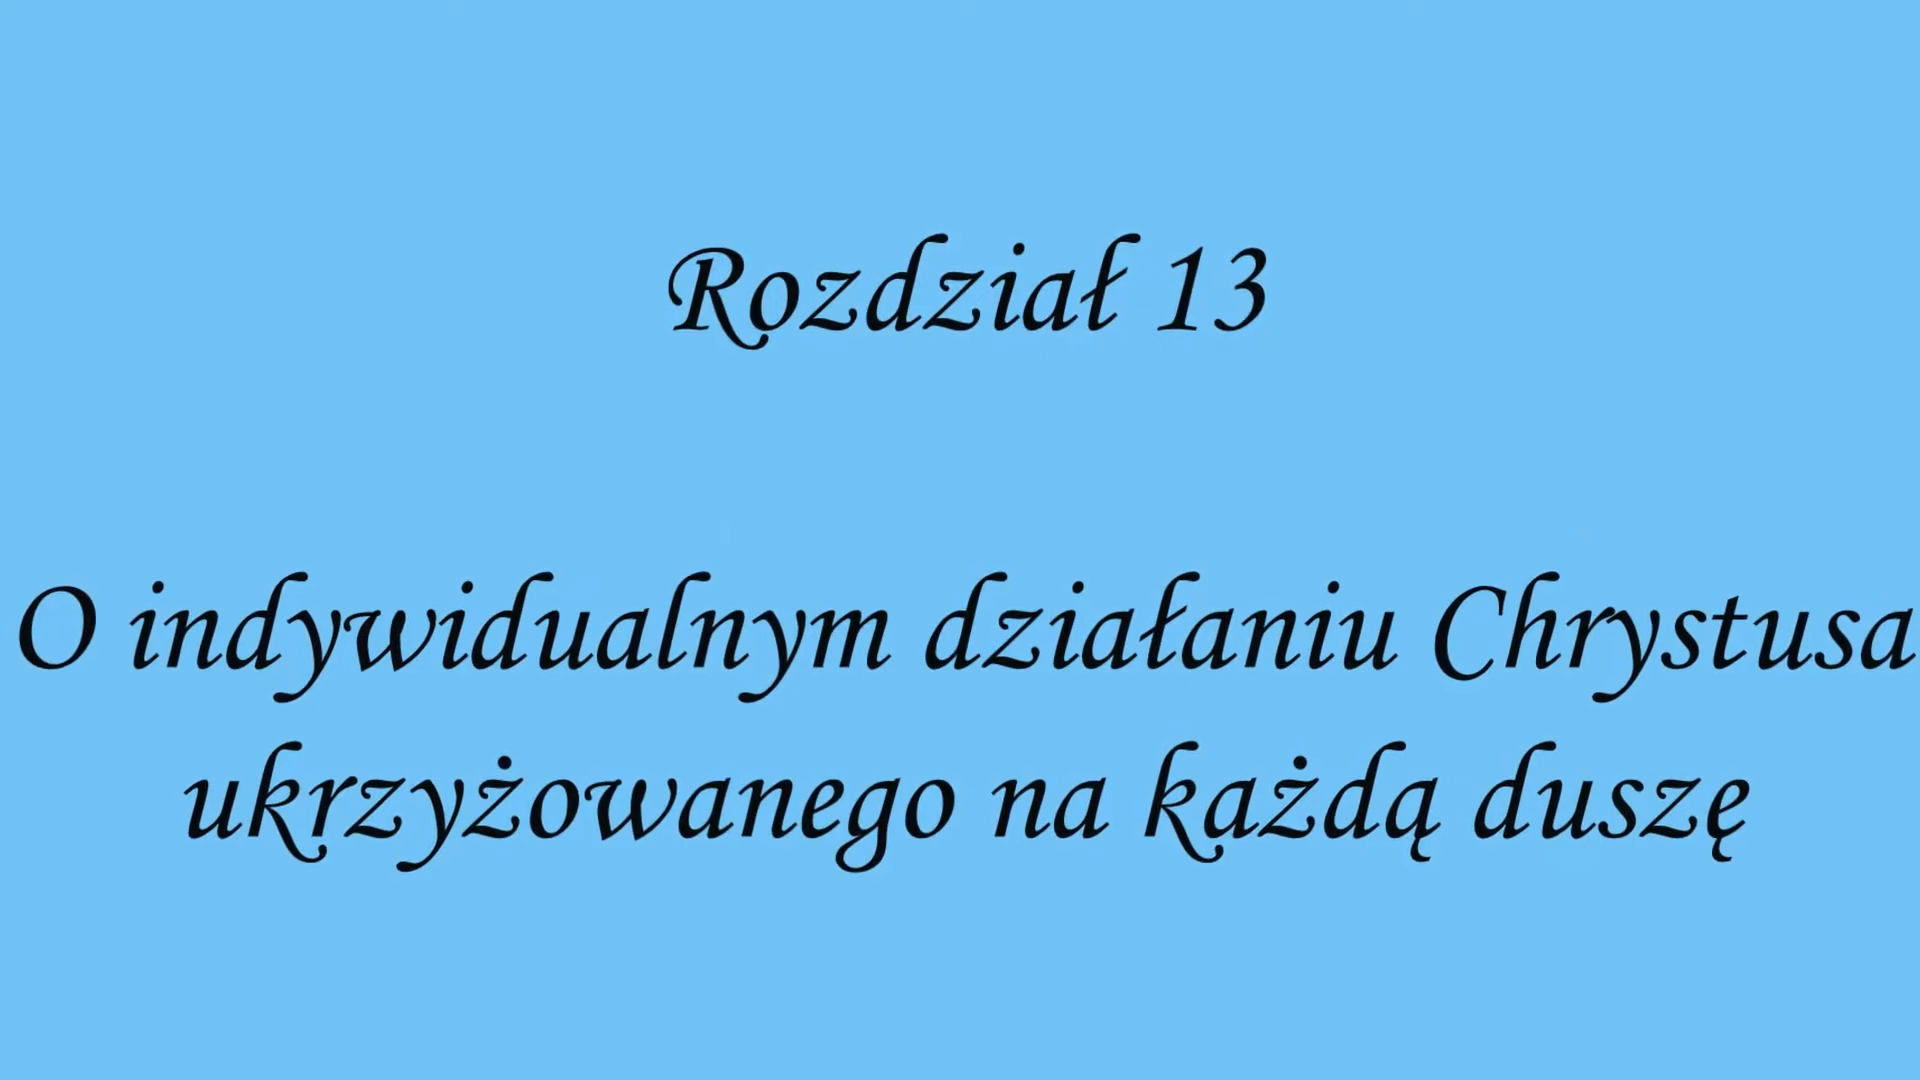 Rozdział 13
O indywidualnym działaniu Chrystusa
ukrzyżowanego na każdą duszę